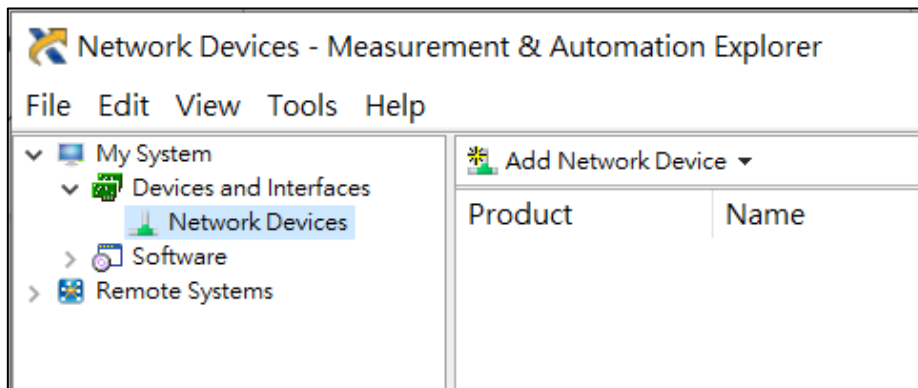 Network Devices - Measurement & Automation Explorer
File Edit View Tools Help
My System
Devices and Interfaces
Network Devices
Software
Remote Systems
Add Network Device
Product Name